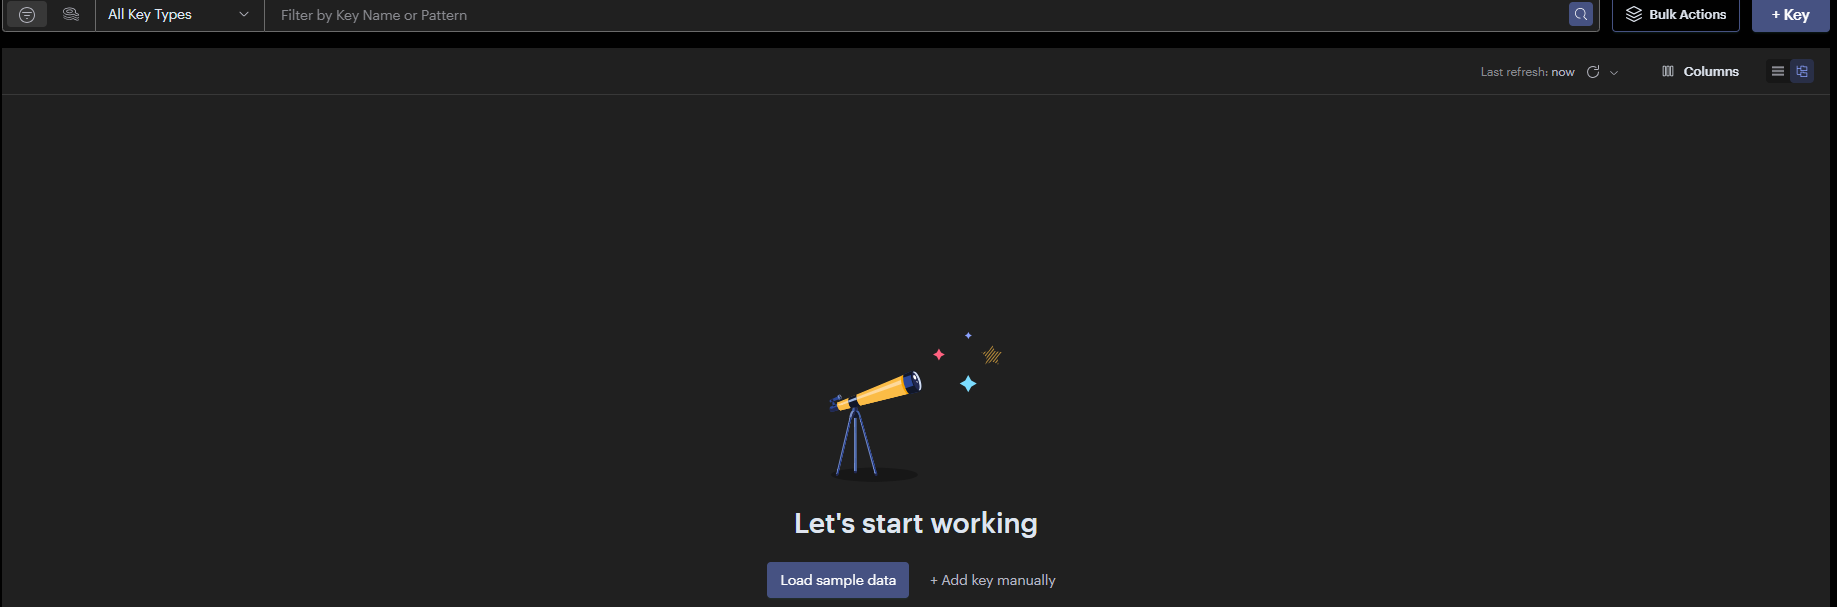 All Key Types
Filter by Key Name or Pattern
Bulk Actions
+ Key
Last refresh: now
Columns
Let's start working
Load sample data
+ Add key manually